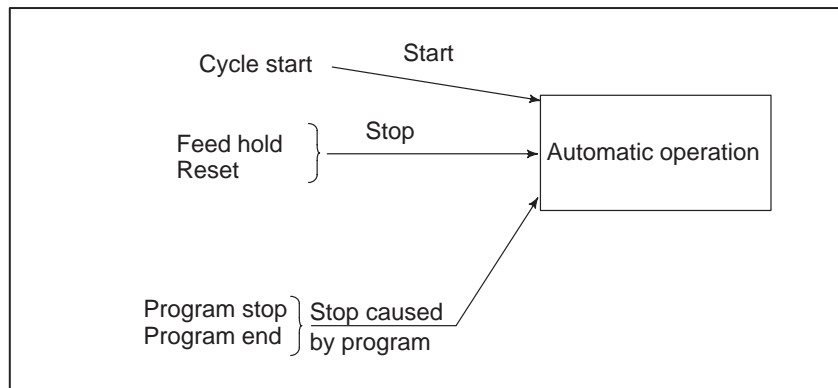 Cycle start
Start
Feed hold
Reset
Stop
Automatic operation
Program stop
Program end
Stop caused
by program